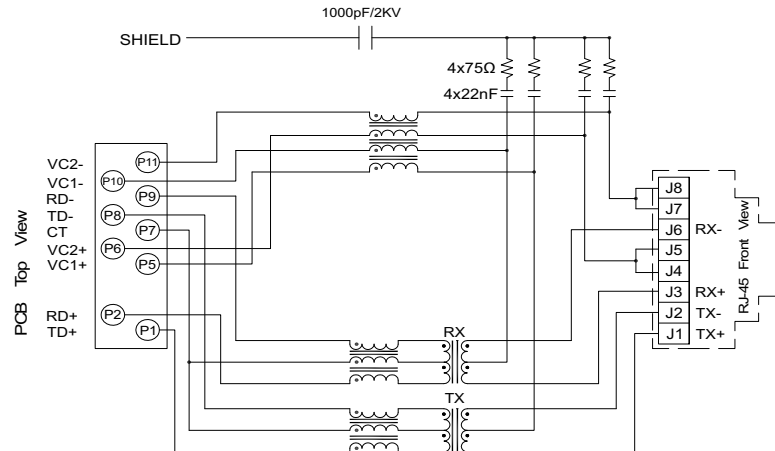 1000pF/2KV
SHIELD
4x75Ω
4x22nF
VC2-
VC1-
RD-
TD-
CT
VC2+
VC1+
RD+
TD+
P11
P10
P9
P8
P7
P6
P5
P2
P1
PCB Top View
RX
TX
J8
J7
J6 RX-
J5
J4
J3 RX+
J2 TX-
J1 TX+
RJ-45 Front View